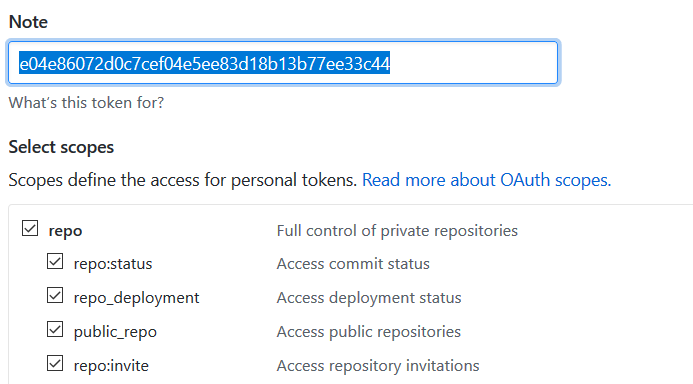 Note
e04e86072d0c7cef04e5ee83d18b13b77ee33c44
What's this token for?
Select scopes
Scopes define the access for personal tokens. Read more about OAuth scopes.
repo Full control of private repositories
repo:status Access commit status
repo_deployment Access deployment status
public_repo Access public repositories
repo:invite Access repository invitations